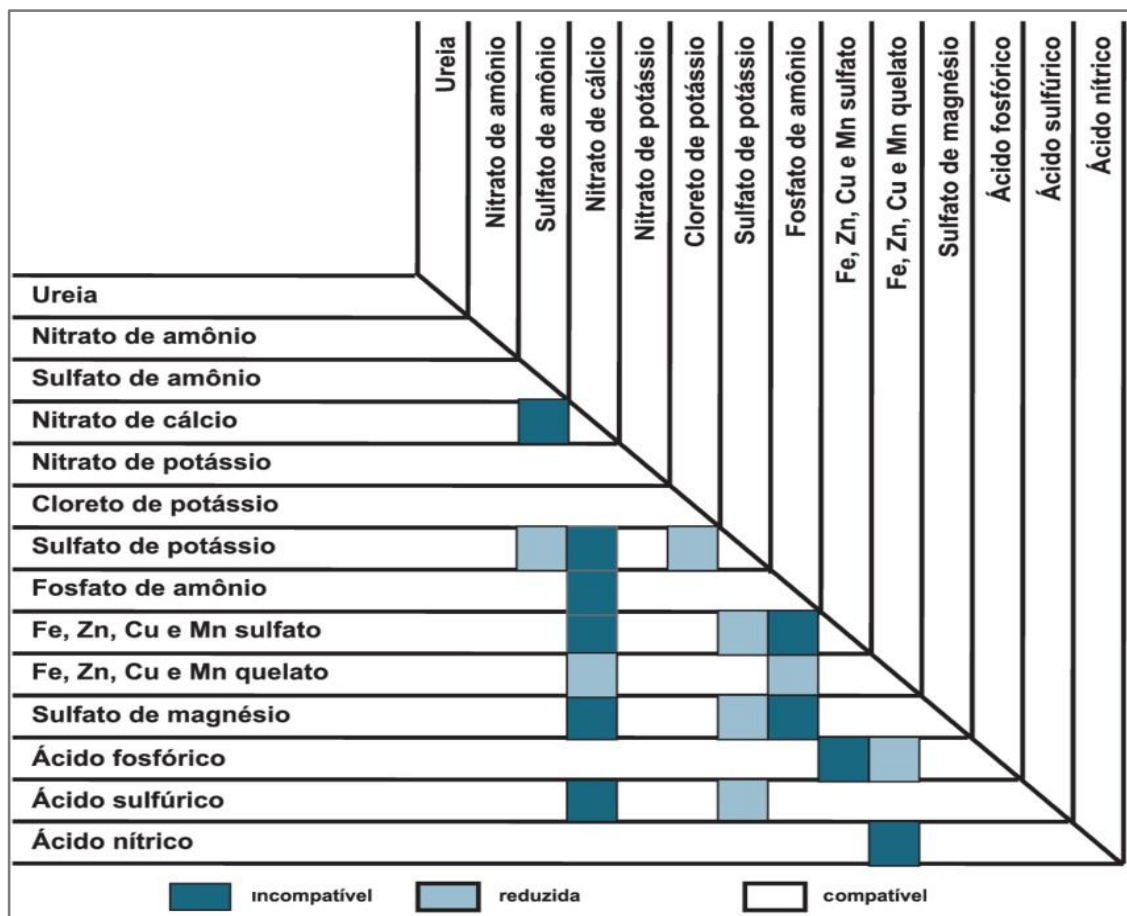 Ureia
Nitrato de amônio
Sulfato de amônio
Nitrato de cálcio
Nitrato de potássio
Cloreto de potássio
Sulfato de potássio
Fosfato de amônio
Fe, Zn, Cu e Mn sulfato
Fe, Zn, Cu e Mn quelato
Sulfato de magnésio
Ácido fosfórico
Ácido sulfúrico
Ácido nítrico
Ureia
Nitrato de amônio
Sulfato de amônio
Nitrato de cálcio
Nitrato de potássio
Cloreto de potássio
Sulfato de potássio
Fosfato de amônio
Fe, Zn, Cu e Mn sulfato
Fe, Zn, Cu e Mn quelato
Sulfato de magnésio
Ácido fosfórico
Ácido sulfúrico
Ácido nítrico
incompatível
reduzida
compatível